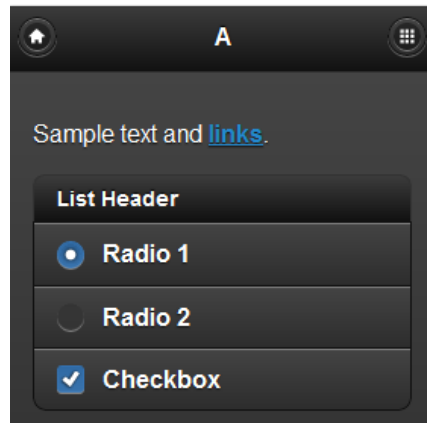 A
Sample text and links.
List Header
Radio 1
Radio 2
Checkbox